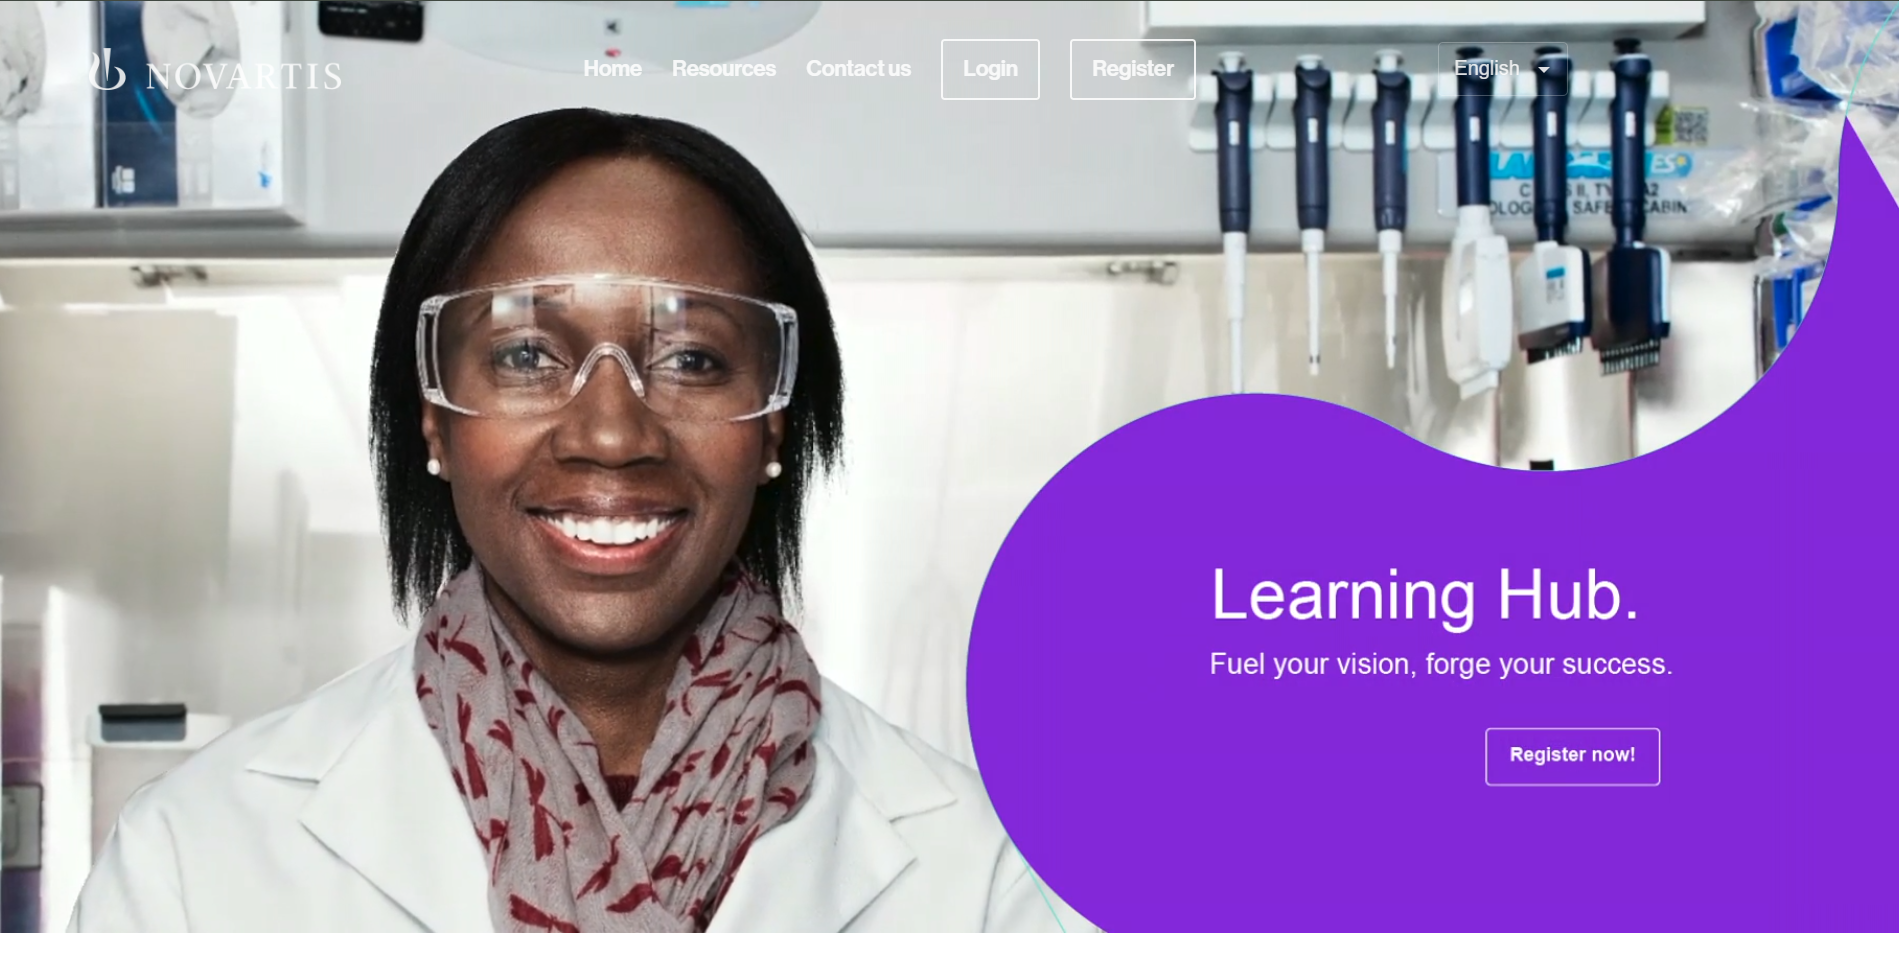 NOVARTIS
Home Resources Contact us Login Register English
Learning Hub.
Fuel your vision, forge your success.
Register now!